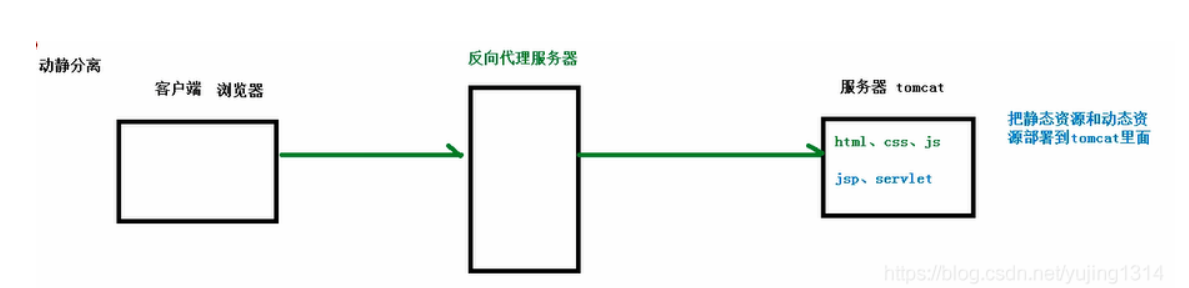 反向代理服务器
动静分离
客户端 浏览器
服务器 tomcat
把静态资源和动态资
源部署到tomcat里面
html、css、js
jsp、servlet
https://blog.csdn.net/yujing1314